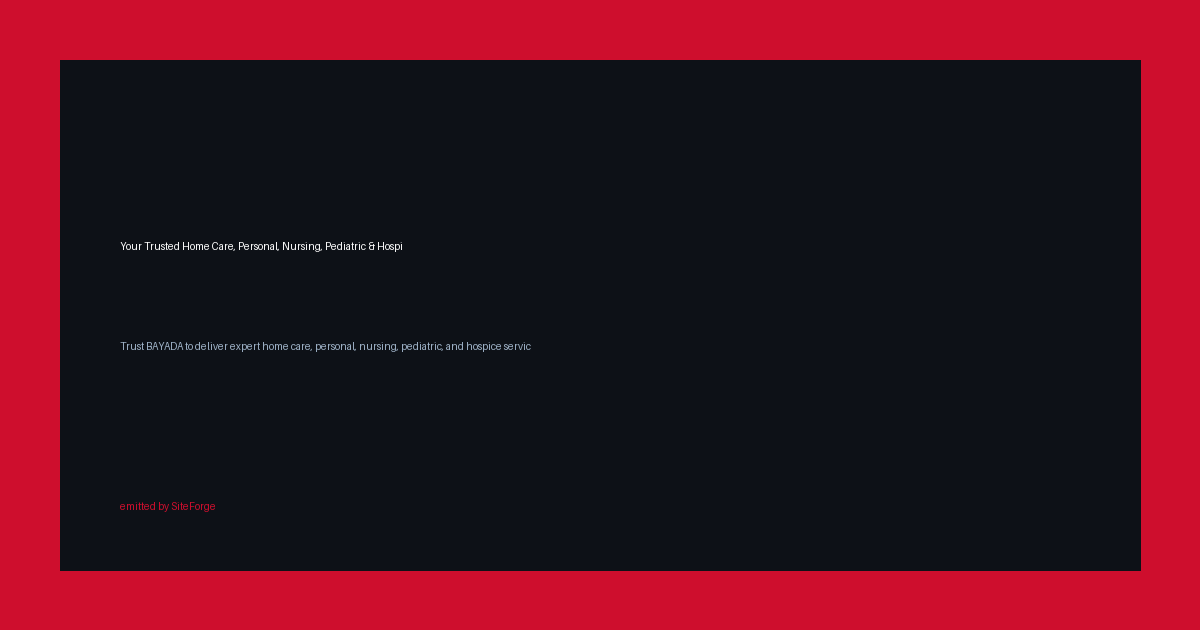 Your Trusted Home Care, Personal, Nursing, Pediatric & Hospi
Trust BAYADA to deliver expert home care, personal, nursing, pediatric, and hospice servic
emitted by SiteForge